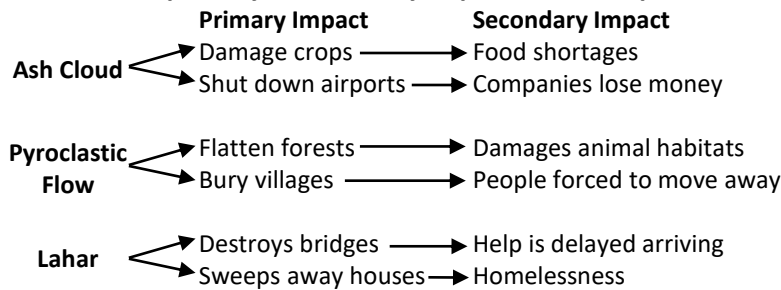 Primary Impact Secondary Impact
Ash Cloud
Damage crops Food shortages
Shut down airports Companies lose money
Pyroclastic Flow
Flatten forests Damages animal habitats
Bury villages People forced to move away
Lahar
Destroys bridges Help is delayed arriving
Sweeps away houses Homelessness